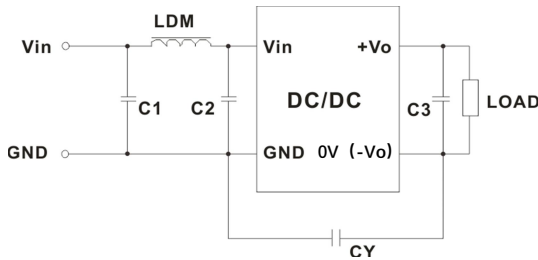 LDM
Vin
Vin
+Vo
C1
C2
DC/DC
C3
LOAD
GND
GND
0V (-Vo)
CY